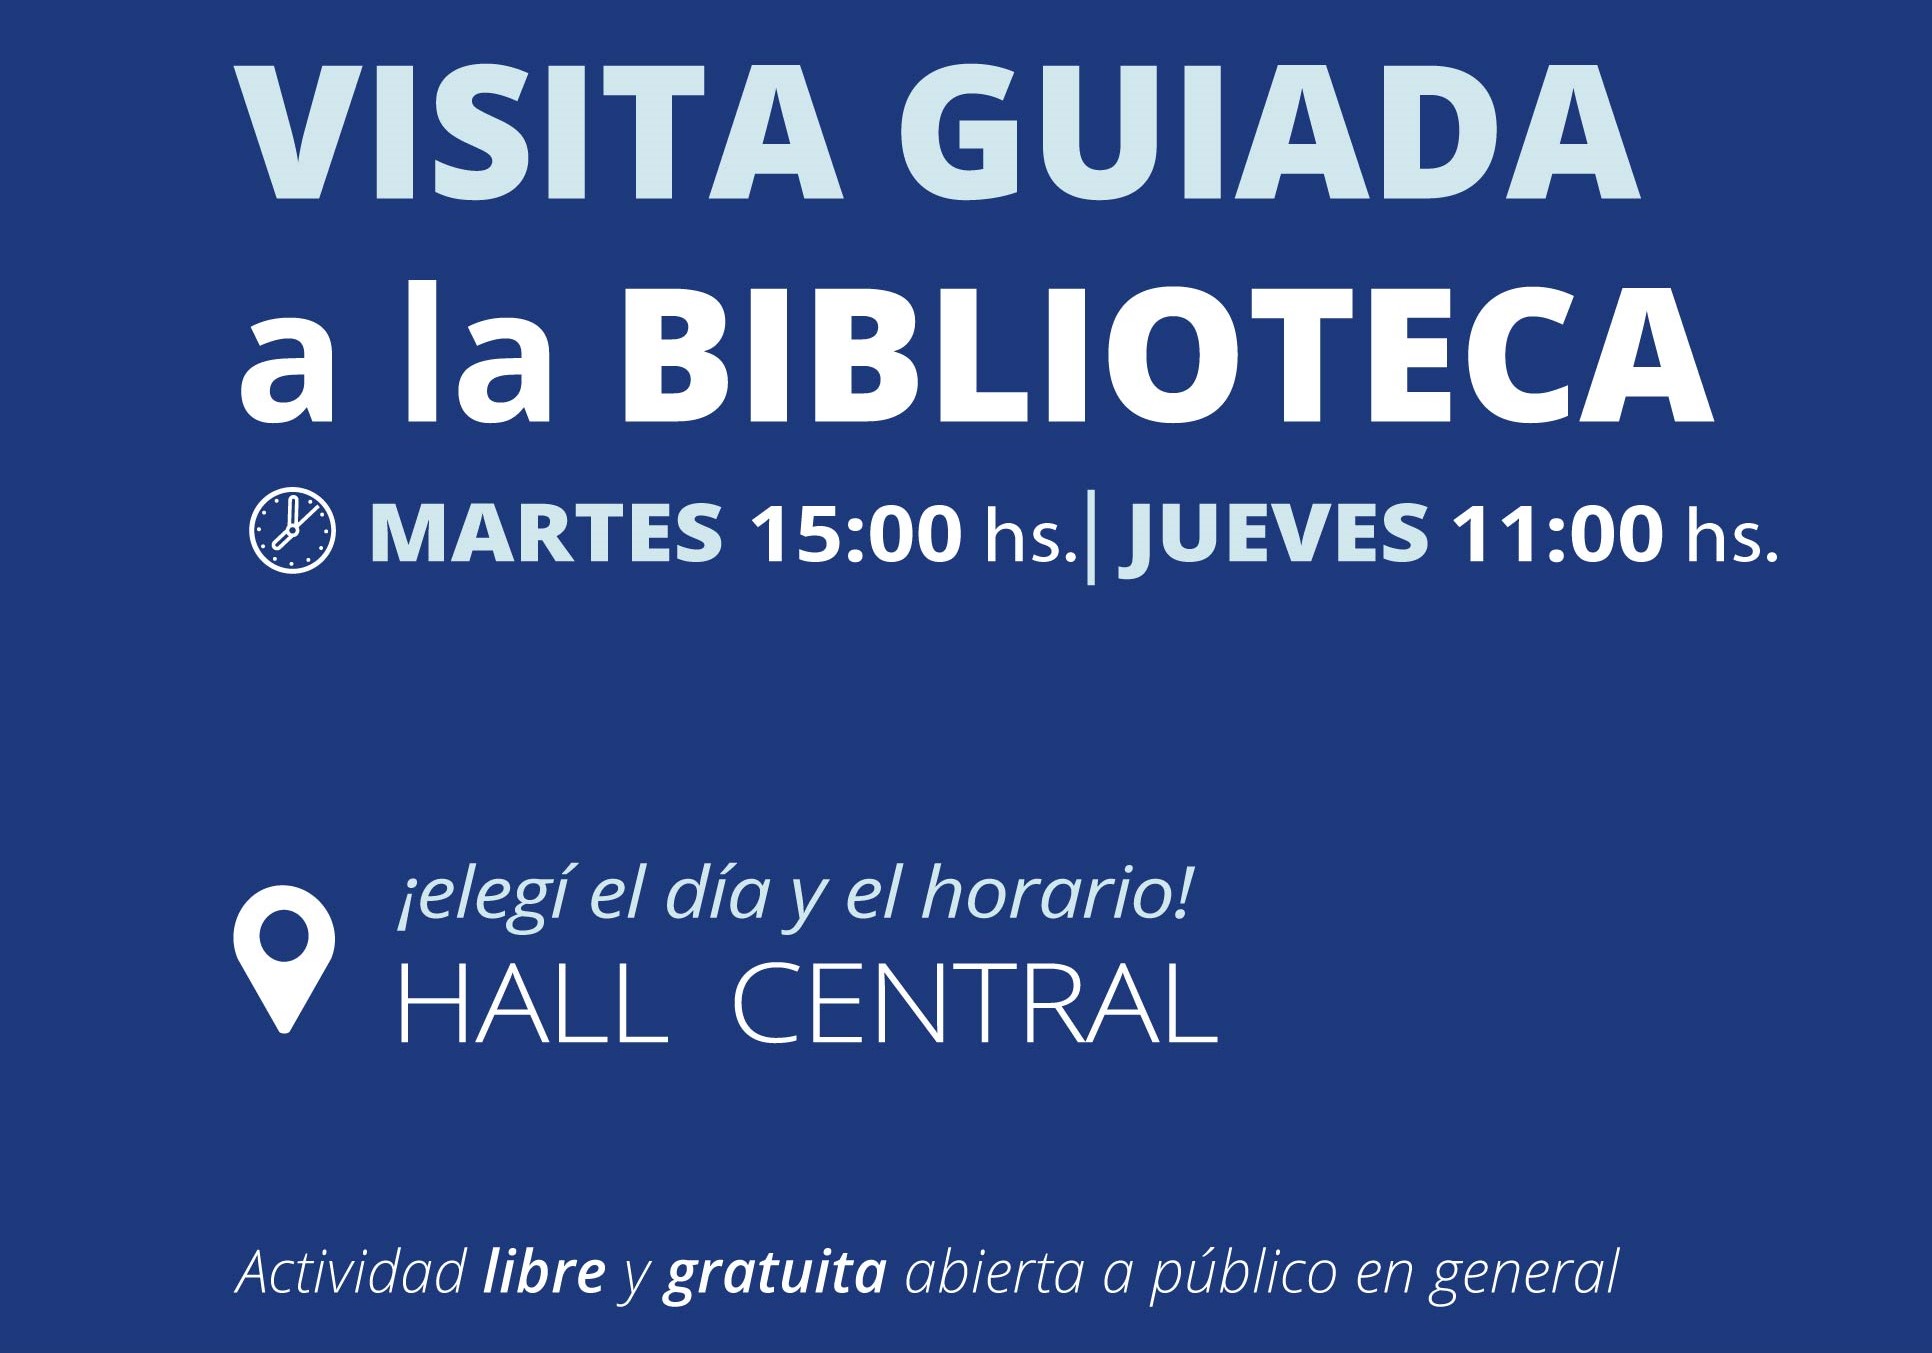 VISITA GUIADA
a la BIBLIOTECA
MARTES 15:00 hs.| JUEVES 11:00 hs.
¡elegí el día y el horario!
HALL CENTRAL
Actividad libre y gratuita abierta a público en general